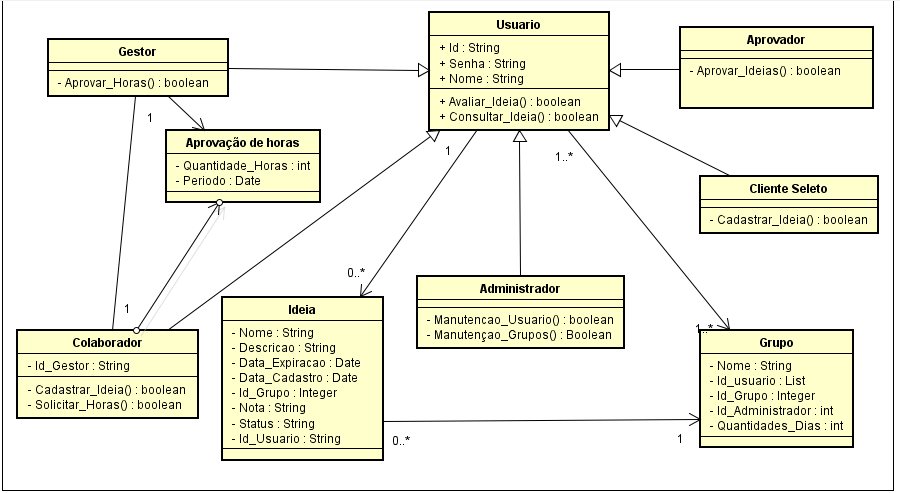 Usuario
+ Id : String
+ Senha : String
+ Nome : String
+ Avaliar_Ideia() : boolean
+ Consultar_Ideia() : boolean
Gestor
- Aprovar_Horas() : boolean
Aprovador
- Aprovar_Ideias() : boolean
1
Aprovação de horas
- Quantidade_Horas : int
- Periodo : Date
1
1..*
Cliente Seleto
- Cadastrar_Ideia() : boolean
0..*
Administrador
- Manutencao_Usuario() : boolean
- Manutençao_Grupos() : Boolean
1
Ideia
- Nome : String
- Descricao : String
- Data_Expiracao : Date
- Data_Cadastro : Date
- Id_Grupo : Integer
- Nota : String
- Status : String
- Id_Usuario : String
Colaborador
- Id_Gestor : String
- Cadastrar_Ideia() : boolean
- Solicitar_Horas() : boolean
1..*
Grupo
- Nome : String
- Id_usuario : List
- Id_Grupo : Integer
- Id_Administrador : int
- Quantidades_Dias : int
0..*
1